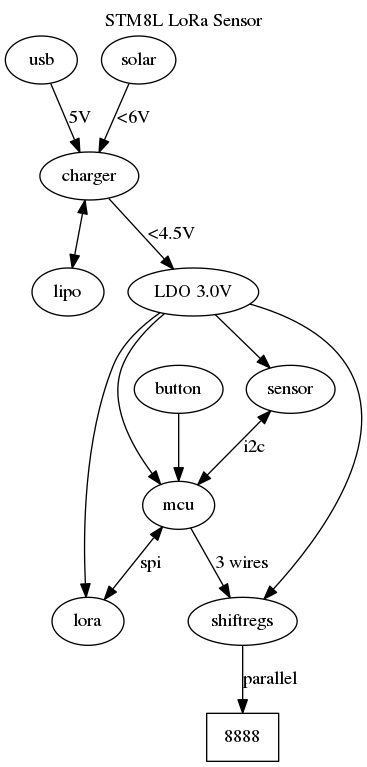 STM8L LoRa Sensor
usb
solar
5V
<6V
charger
<4.5V
lipo
LDO 3.0V
button
sensor
i2c
mcu
spi
3 wires
lora
shiftregs
parallel
8888